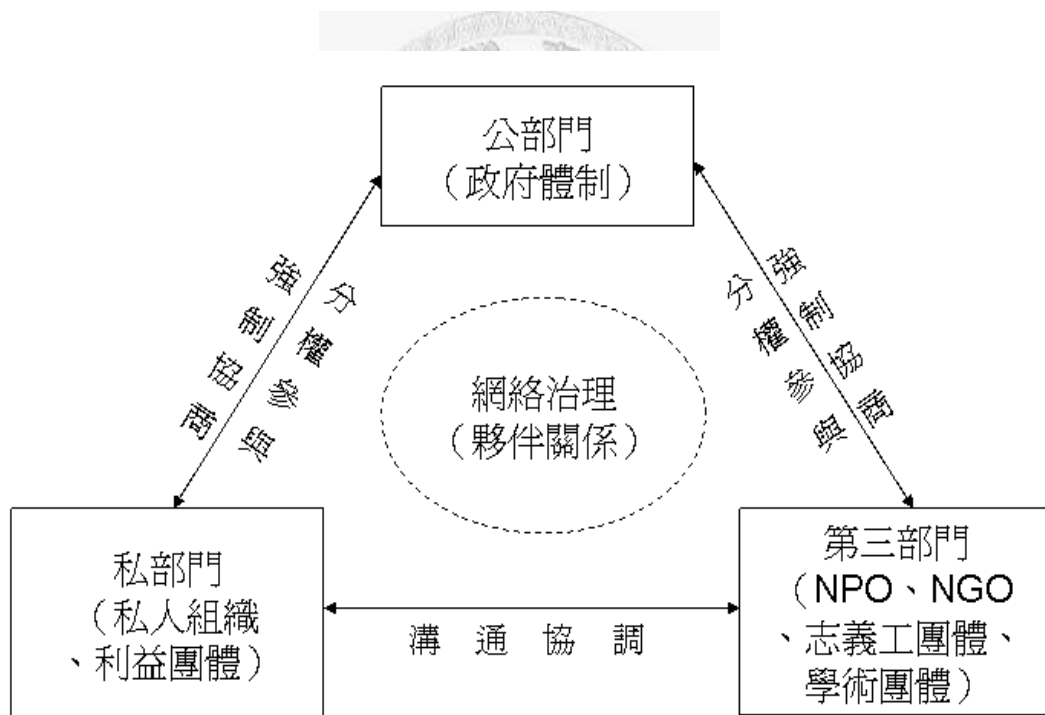 公部門
（政府體制）
強制協商
分權參與
分權參與
強制協商
網絡治理
（夥伴關係）
私部門
（私人組織
、利益團體）
溝通協調
第三部門
（NPO、NGO
、志義工團體、
學術團體）